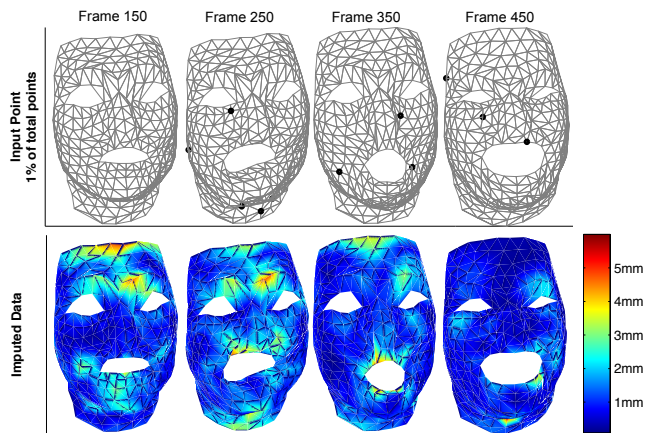 Frame 150 Frame 250 Frame 350 Frame 450
Input Point
1% of total points
Imputed Data
5mm
4mm
3mm
2mm
1mm